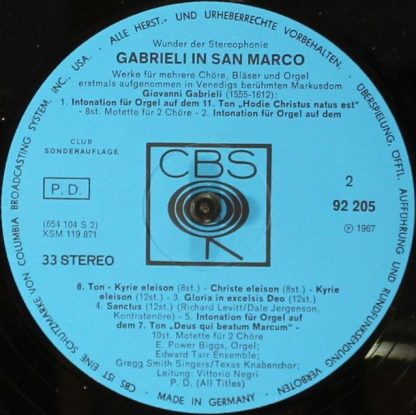 ALLE HERST.- UND URHEBERRECHTE VORBEHALTEN. · ÜBERSPIELUNG, ÖFFTL. AUFFÜHRUNG UND RUNDFUNKSENDUNG VERBOTEN
CBS IST EINE SCHUTZMARKE VON COLUMBIA BROADCASTING SYSTEM, INC., USA.
Wunder der Stereophonie
GABRIELI IN SAN MARCO
Werke für mehrere Chöre, Bläser und Orgel
erstmals aufgenommen in Venedigs berühmten Markusdom
Giovanni Gabrieli (1555-1612):
1. Intonation für Orgel auf dem 11. Ton „Hodie Christus natus est"
- 8st. Motette für 2 Chöre - 2. Intonation für Orgel auf dem
CLUB
SONDERAUFLAGE
CBS
P. D.
2
92 205
(654 104 S 2)
XSM 119 871
℗ 1967
33 STEREO
8. Ton - Kyrie eleison (8st.) - Christe eleison (8st.) - Kyrie
eleison (12st.) - 3. Gloria in excelsis Deo (12st.)
4. Sanctus (12st.) (Richard Levitt/Dale Jergenson,
Kontratenöre) - 5. Intonation für Orgel auf
dem 7. Ton „Deus qui beatum Marcum" -
10st. Motette für 2 Chöre
E. Power Biggs, Orgel;
Edward Tarr Ensemble;
Gregg Smith Singers/Texas Knabenchor;
Leitung: Vittorio Negri
P. D. (All Titles)
MADE IN GERMANY